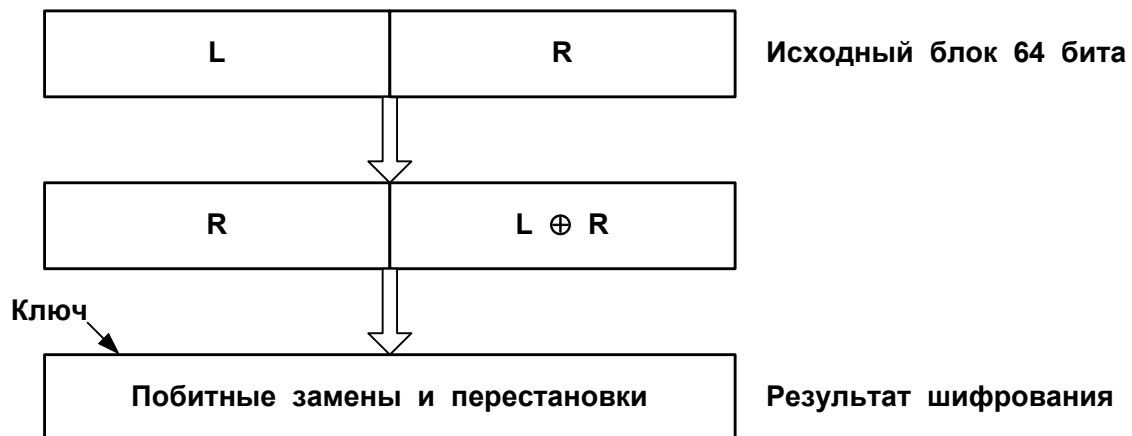 L R Исходный блок 64 бита
R L ⊕ R
Ключ
Побитные замены и перестановки Результат шифрования